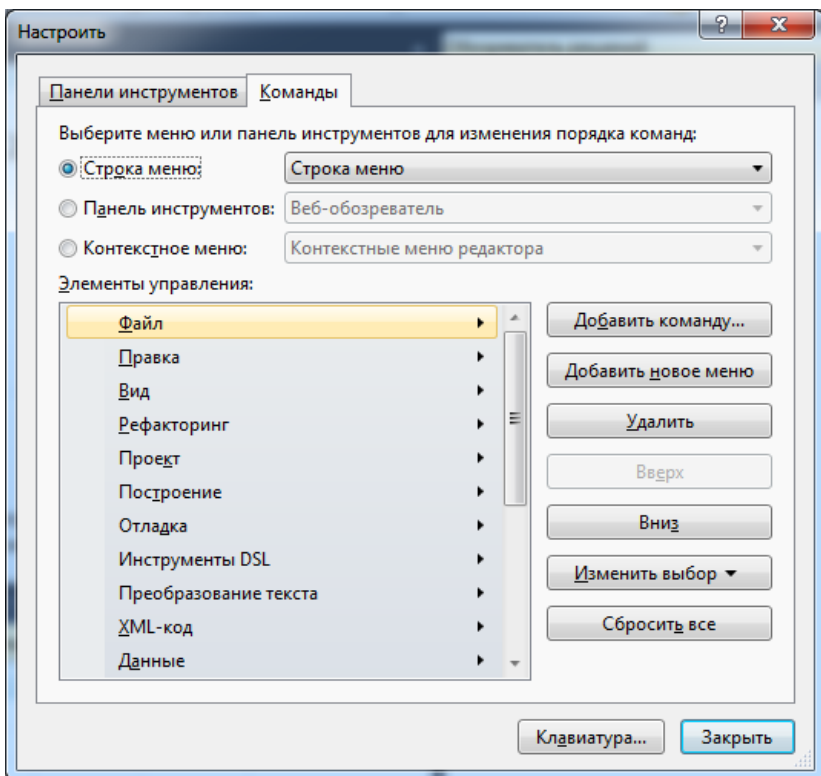 Настроить
Панели инструментов Команды
Выберите меню или панель инструментов для изменения порядка команд:
Строка меню: Строка меню
Панель инструментов: Веб-обозреватель
Контекстное меню: Контекстные меню редактора
Элементы управления:
Файл Добавить команду...
Правка Добавить новое меню
Вид
Рефакторинг Удалить
Проект Вверх
Построение
Отладка Вниз
Инструменты DSL Изменить выбор
Преобразование текста
XML-код Сбросить все
Данные
Клавиатура... Закрыть